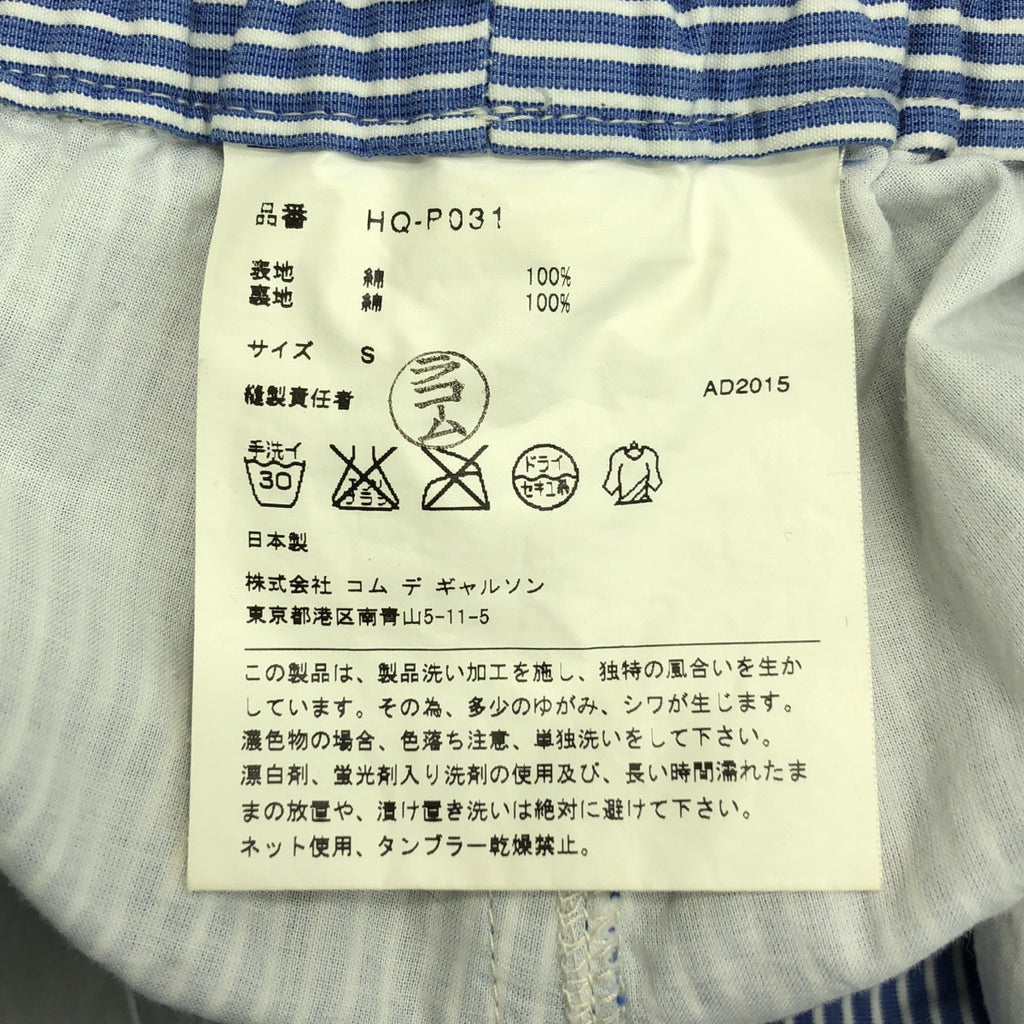 品番 HQ-P031
表地 綿 100%
裏地 綿 100%
サイズ S
縫製責任者 ラコム AD2015
手洗イ 30 エンソサラシ ドライ セキユ系
日本製
株式会社 コム デ ギャルソン
東京都港区南青山5-11-5
この製品は、製品洗い加工を施し、独特の風合いを生か
しています。その為、多少のゆがみ、シワが生じます。
濃色物の場合、色落ち注意、単独洗いをして下さい。
漂白剤、蛍光剤入り洗剤の使用及び、長い時間濡れたま
まの放置や、漬け置き洗いは絶対に避けて下さい。
ネット使用、タンブラー乾燥禁止。